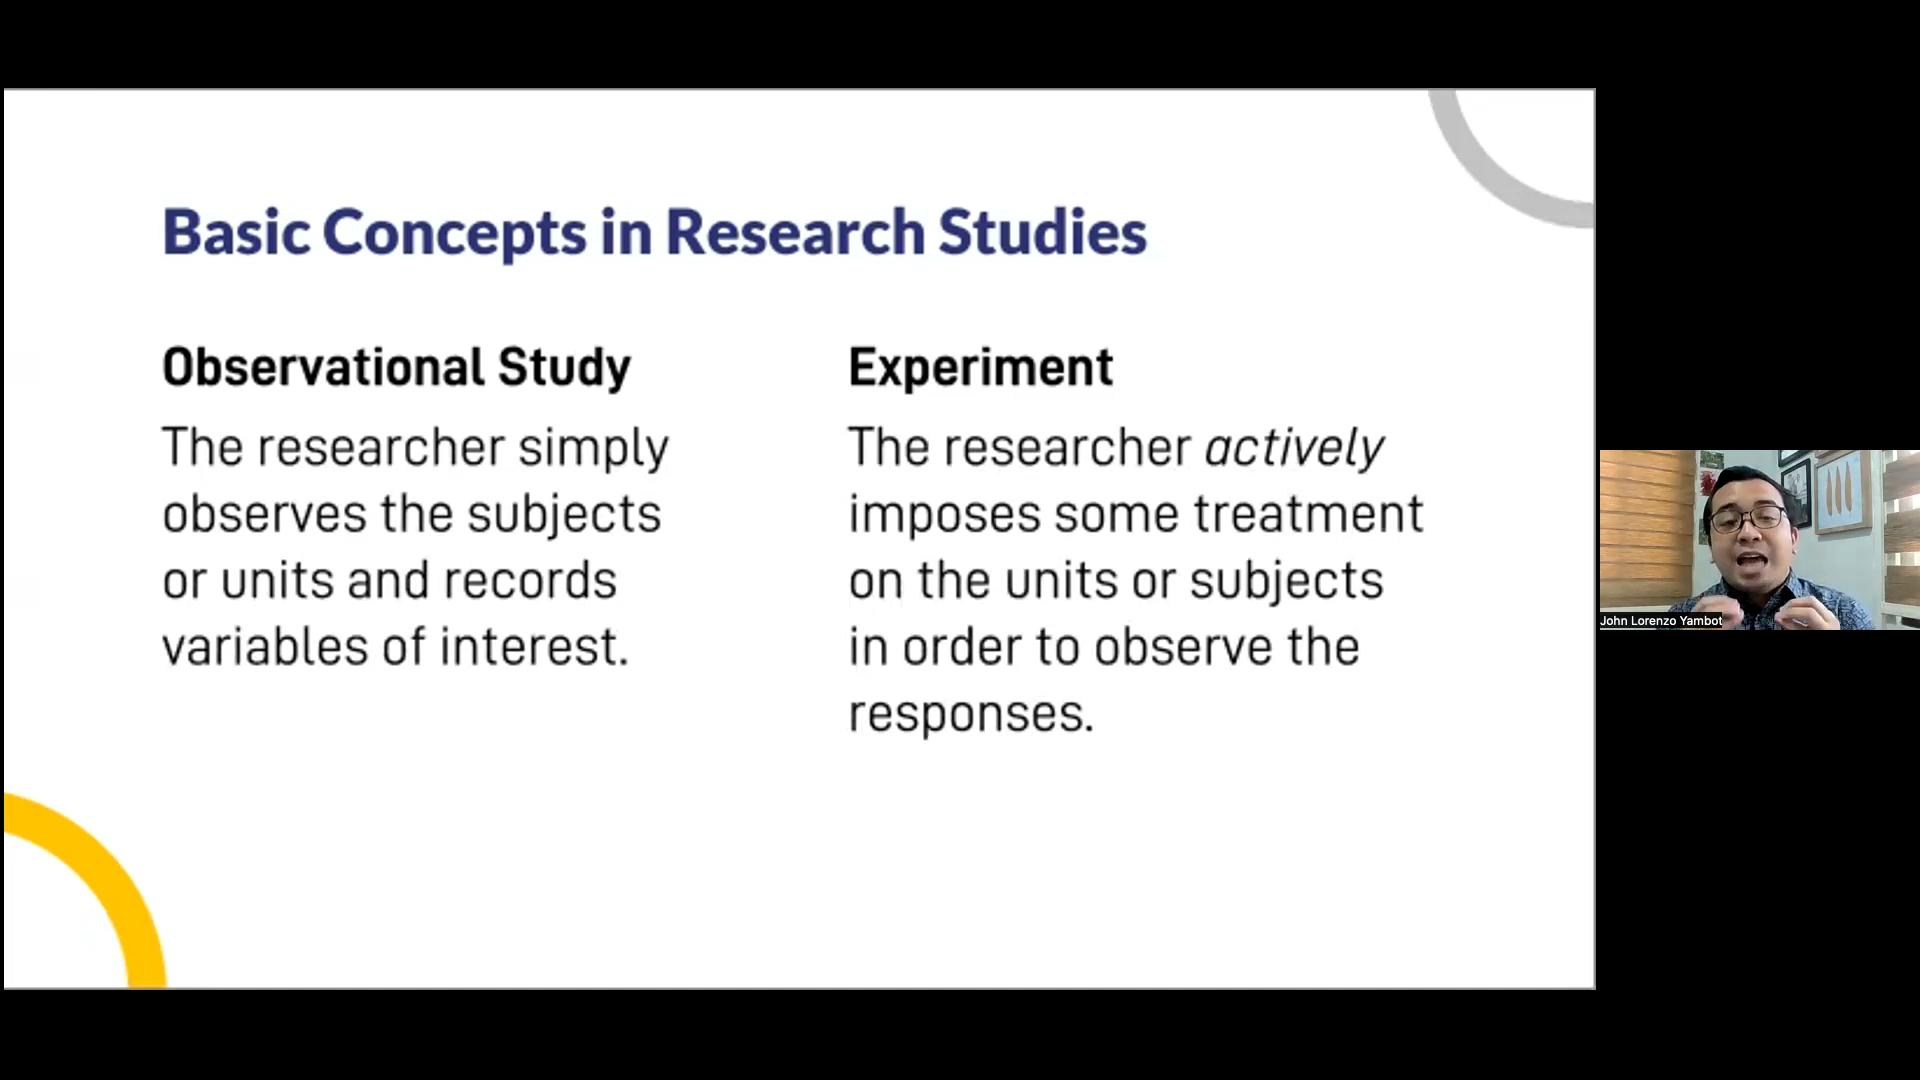 Basic Concepts in Research Studies
Observational Study
The researcher simply
observes the subjects
or units and records
variables of interest.
Experiment
The researcher actively
imposes some treatment
on the units or subjects
in order to observe the
responses.
John Lorenzo Yambot